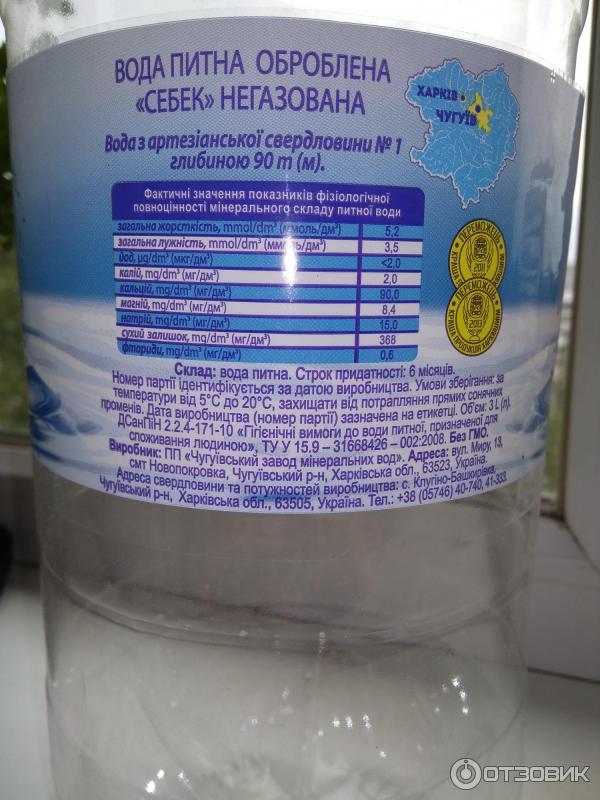 ВОДА ПИТНА ОБРОБЛЕНА
«СЕБЕК» НЕГАЗОВАНА
ХАРКІВ
ЧУГУЇВ
Вода з артезіанської свердловини № 1
глибиною 90 m (м).
Фактичні значення показників фізіологічної
повноцінності мінерального складу питної води
загальна жорсткість, mmol/dm³ (ммоль/дм³) 5,2
загальна лужність, mmol/dm³ (ммоль/дм³) 3,5
йод, µg/dm³ (мкг/дм³) <2,0
калій, mg/dm³ (мг/дм³) 2,0
кальцій, mg/dm³ (мг/дм³) 90,0
магній, mg/dm³ (мг/дм³) 8,4
натрій, mg/dm³ (мг/дм³) 15,0
сухий залишок, mg/dm³ (мг/дм³) 368
фториди, mg/dm³ (мг/дм³) 0,6
ПЕРЕМОЖЕЦЬ
2011
ПЕРЕМОЖЕЦЬ
2013
Склад: вода питна. Строк придатності: 6 місяців.
Номер партії ідентифікується за датою виробництва. Умови зберігання: за
температури від 5°С до 20°С, захищати від потрапляння прямих сонячних
променів. Дата виробництва (номер партії) зазначена на етикетці. Об'єм: 3 L (л).
ДСанПіН 2.2.4-171-10 «Гігієнічні вимоги до води питної, призначеної для
споживання людиною», ТУ У 15.9 – 31668426 – 002:2008. Без ГМО.
Виробник: ПП «Чугуївський завод мінеральних вод». Адреса: вул. Миру, 13,
смт Новопокровка, Чугуївський р-н, Харківська обл., 63523, Україна.
Адреса свердловини та потужностей виробництва: с. Клугіно-Башкирівка,
Чугуївський р-н, Харківська обл., 63505, Україна. Тел.: +38 (05746) 40-740, 41-333.
ОТЗОВИК